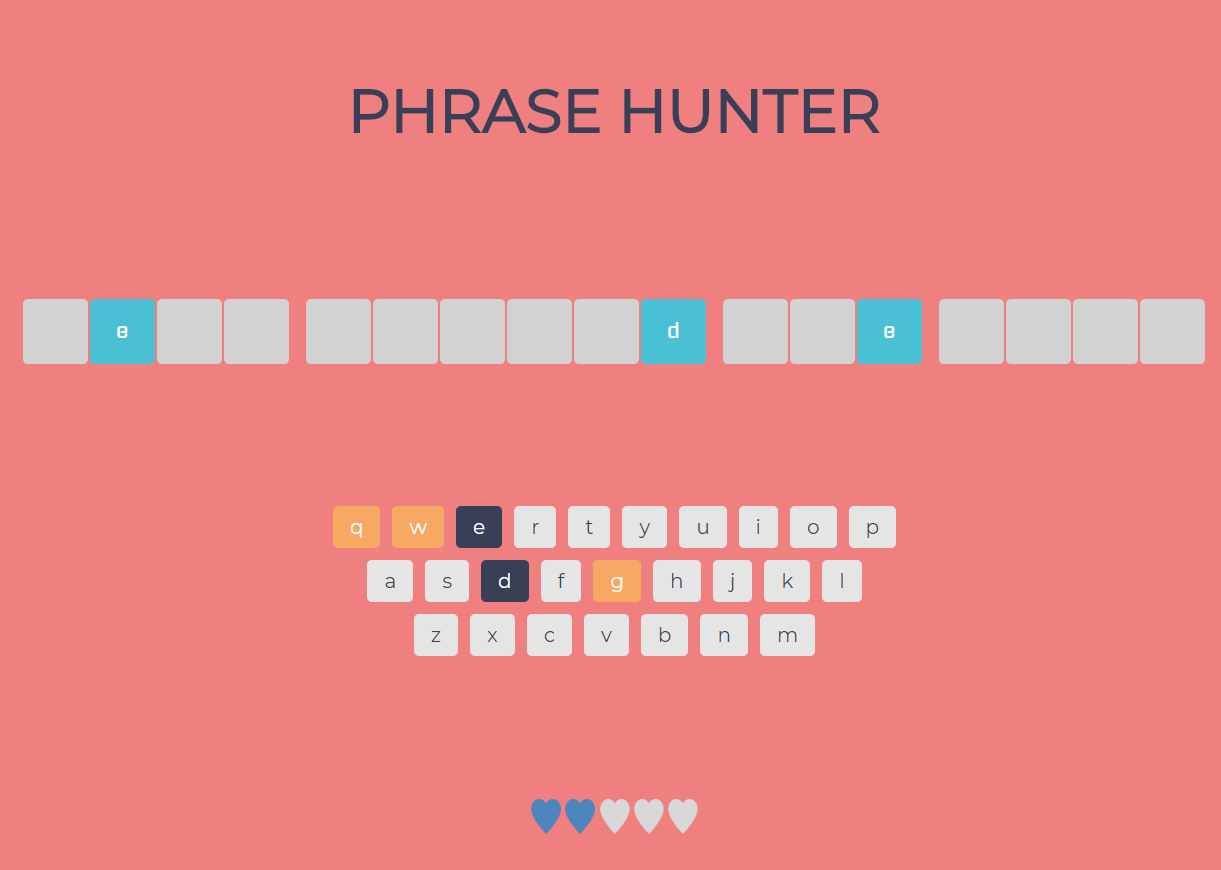 PHRASE HUNTER
e d e
q w e r t y u i o p
a s d f g h j k l
z x c v b n m